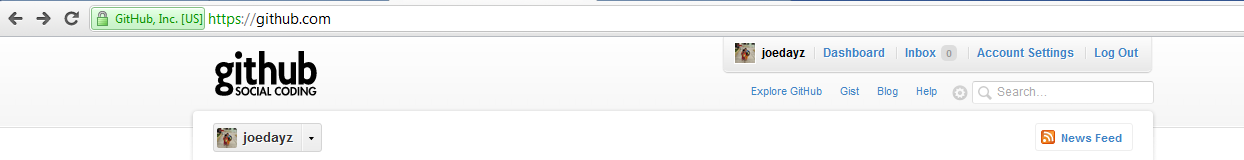 GitHub, Inc. [US] https://github.com
joedayz Dashboard Inbox 0 Account Settings Log Out
github
SOCIAL CODING
Explore GitHub Gist Blog Help Search...
joedayz News Feed